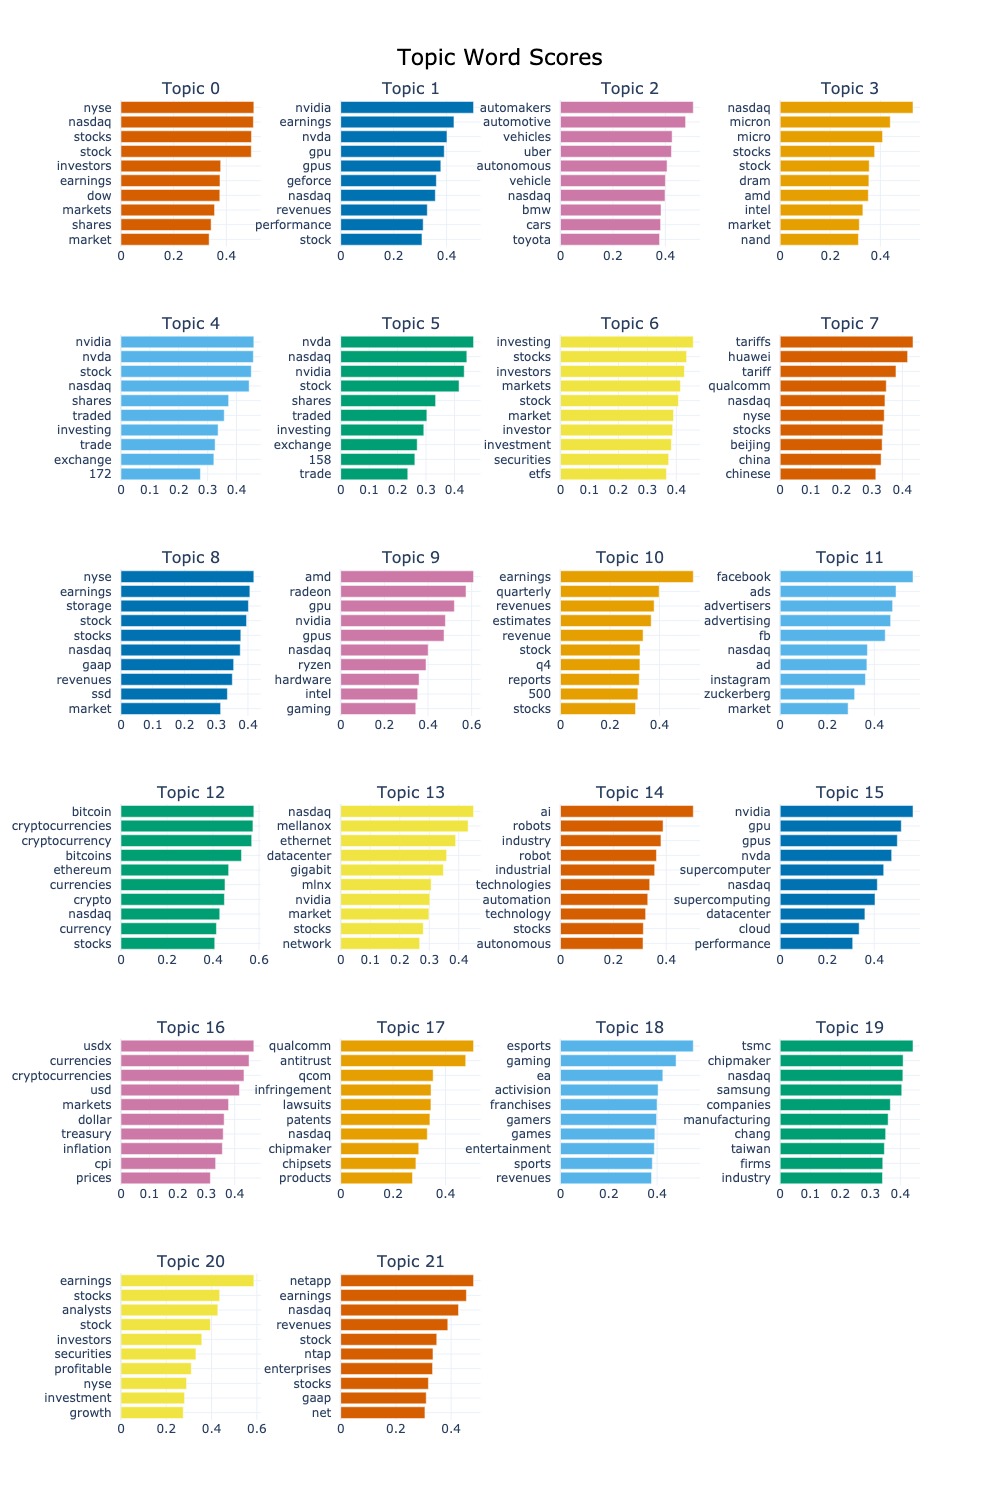 Topic Word Scores
Topic 0
nyse
nasdaq
stocks
stock
investors
earnings
dow
markets
shares
market
0 0.2 0.4
Topic 1
nvidia
earnings
nvda
gpu
gpus
geforce
nasdaq
revenues
performance
stock
0 0.2 0.4
Topic 2
automakers
automotive
vehicles
uber
autonomous
vehicle
nasdaq
bmw
cars
toyota
0 0.2 0.4
Topic 3
nasdaq
micron
micro
stocks
stock
dram
amd
intel
market
nand
0 0.2 0.4
Topic 4
nvidia
nvda
stock
nasdaq
shares
traded
investing
trade
exchange
172
0 0.1 0.2 0.3 0.4
Topic 5
nvda
nasdaq
nvidia
stock
shares
traded
investing
exchange
158
trade
0 0.1 0.2 0.3 0.4
Topic 6
investing
stocks
investors
markets
stock
market
investor
investment
securities
etfs
0 0.1 0.2 0.3 0.4
Topic 7
tariffs
huawei
tariff
qualcomm
nasdaq
nyse
stocks
beijing
china
chinese
0 0.1 0.2 0.3 0.4
Topic 8
nyse
earnings
storage
stock
stocks
nasdaq
gaap
revenues
ssd
market
0 0.1 0.2 0.3 0.4
Topic 9
amd
radeon
gpu
nvidia
gpus
nasdaq
ryzen
hardware
intel
gaming
0 0.2 0.4 0.6
Topic 10
earnings
quarterly
revenues
estimates
revenue
stock
q4
reports
500
stocks
0 0.2 0.4
Topic 11
facebook
ads
advertisers
advertising
fb
nasdaq
ad
instagram
zuckerberg
market
0 0.2 0.4
Topic 12
bitcoin
cryptocurrencies
cryptocurrency
bitcoins
ethereum
currencies
crypto
nasdaq
currency
stocks
0 0.2 0.4 0.6
Topic 13
nasdaq
mellanox
ethernet
datacenter
gigabit
mlnx
nvidia
market
stocks
network
0 0.1 0.2 0.3 0.4
Topic 14
ai
robots
industry
robot
industrial
technologies
automation
technology
stocks
autonomous
0 0.2 0.4
Topic 15
nvidia
gpu
gpus
nvda
supercomputer
nasdaq
supercomputing
datacenter
cloud
performance
0 0.2 0.4
Topic 16
usdx
currencies
cryptocurrencies
usd
markets
dollar
treasury
inflation
cpi
prices
0 0.1 0.2 0.3 0.4
Topic 17
qualcomm
antitrust
qcom
infringement
lawsuits
patents
nasdaq
chipmaker
chipsets
products
0 0.2 0.4
Topic 18
esports
gaming
ea
activision
franchises
gamers
games
entertainment
sports
revenues
0 0.2 0.4
Topic 19
tsmc
chipmaker
nasdaq
samsung
companies
manufacturing
chang
taiwan
firms
industry
0 0.1 0.2 0.3 0.4
Topic 20
earnings
stocks
analysts
stock
investors
securities
profitable
nyse
investment
growth
0 0.2 0.4 0.6
Topic 21
netapp
earnings
nasdaq
revenues
stock
ntap
enterprises
stocks
gaap
net
0 0.2 0.4